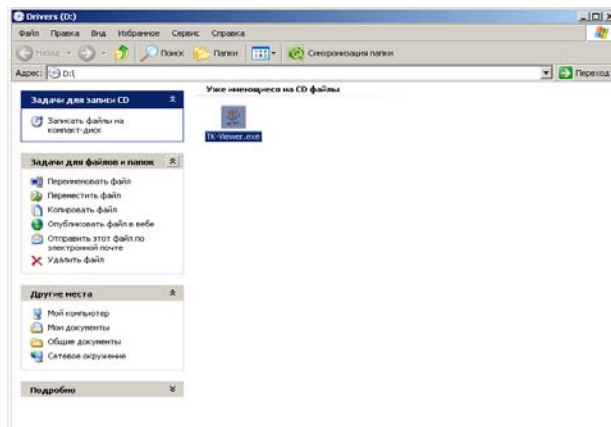 Drivers (D:)
Файл Правка Вид Избранное Сервис Справка
Назад Поиск Папки Синхронизация папки
Адрес: D:\ Переход
Уже имеющиеся на CD файлы
TK-Viewer.exe
Задачи для записи CD
Записать файлы на
компакт-диск
Задачи для файлов и папок
Переименовать файл
Переместить файл
Копировать файл
Опубликовать файл в вебе
Отправить этот файл по
электронной почте
Удалить файл
Другие места
Мой компьютер
Мои документы
Общие документы
Сетевое окружение
Подробно